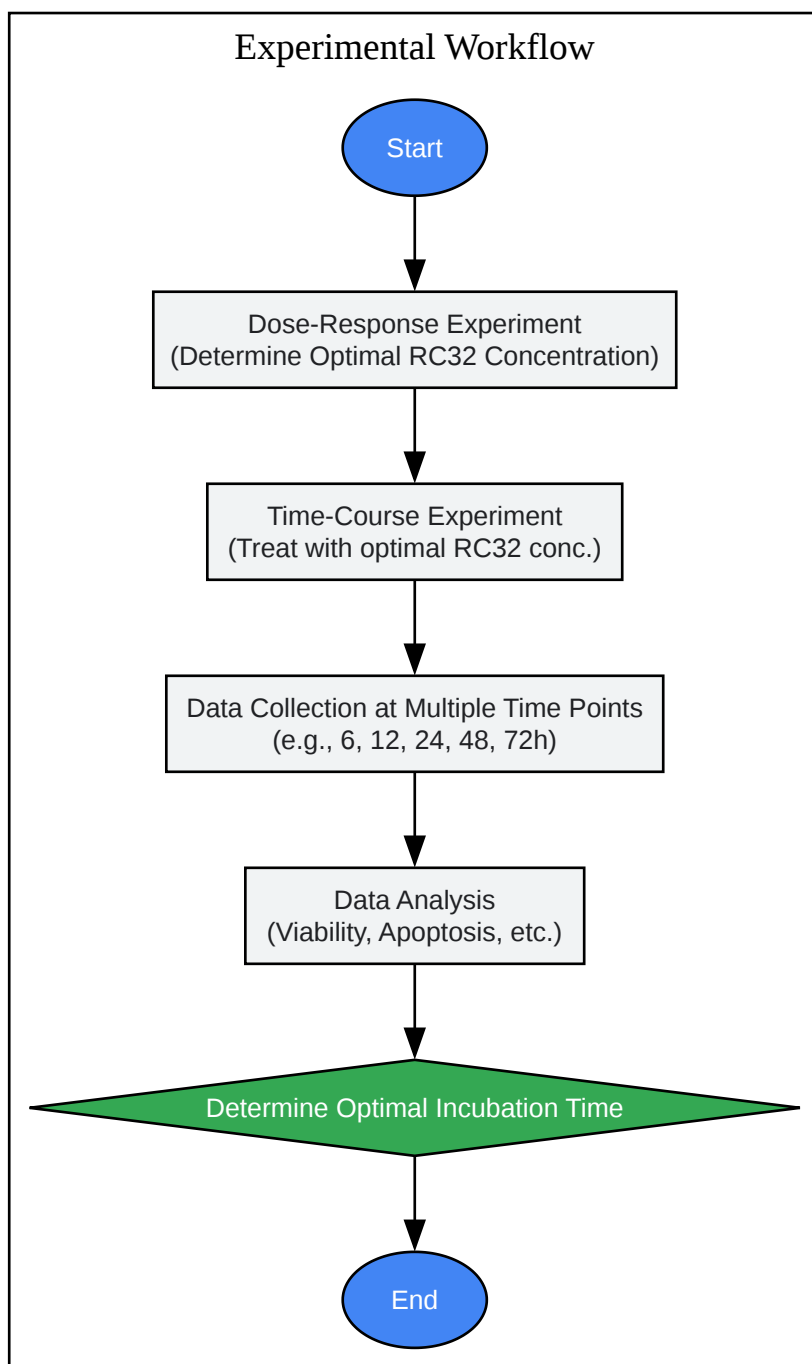 Experimental Workflow
Start
Dose-Response Experiment
(Determine Optimal RC32 Concentration)
Time-Course Experiment
(Treat with optimal RC32 conc.)
Data Collection at Multiple Time Points
(e.g., 6, 12, 24, 48, 72h)
Data Analysis
(Viability, Apoptosis, etc.)
Determine Optimal Incubation Time
End